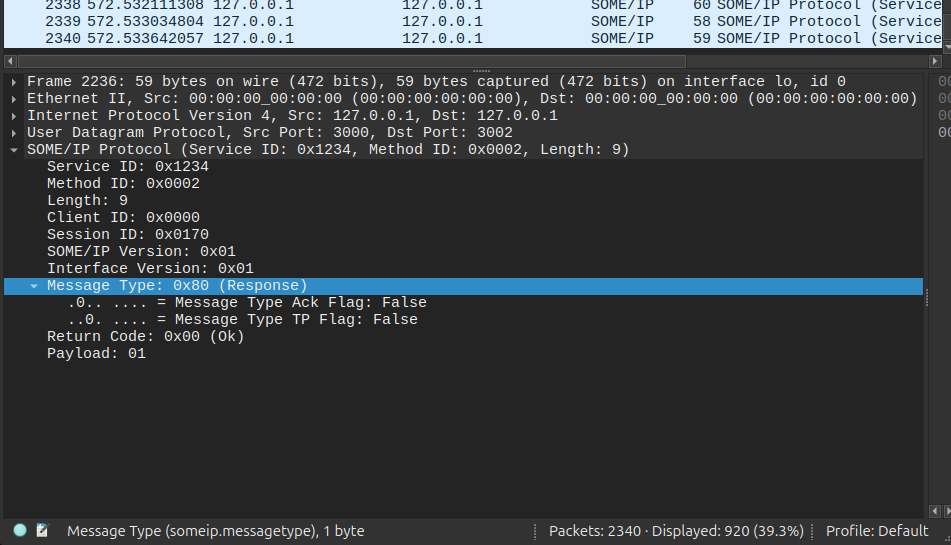 2338 572.532111308 127.0.0.1 127.0.0.1 SOME/IP 60 SOME/IP Protocol (Service
2339 572.533034804 127.0.0.1 127.0.0.1 SOME/IP 58 SOME/IP Protocol (Service
2340 572.533642057 127.0.0.1 127.0.0.1 SOME/IP 59 SOME/IP Protocol (Service
Frame 2236: 59 bytes on wire (472 bits), 59 bytes captured (472 bits) on interface lo, id 0
Ethernet II, Src: 00:00:00_00:00:00 (00:00:00:00:00:00), Dst: 00:00:00_00:00:00 (00:00:00:00:00:00)
Internet Protocol Version 4, Src: 127.0.0.1, Dst: 127.0.0.1
User Datagram Protocol, Src Port: 3000, Dst Port: 3002
SOME/IP Protocol (Service ID: 0x1234, Method ID: 0x0002, Length: 9)
Service ID: 0x1234
Method ID: 0x0002
Length: 9
Client ID: 0x0000
Session ID: 0x0170
SOME/IP Version: 0x01
Interface Version: 0x01
Message Type: 0x80 (Response)
.0.. .... = Message Type Ack Flag: False
..0. .... = Message Type TP Flag: False
Return Code: 0x00 (Ok)
Payload: 01
Message Type (someip.messagetype), 1 byte
Packets: 2340 · Displayed: 920 (39.3%)
Profile: Default